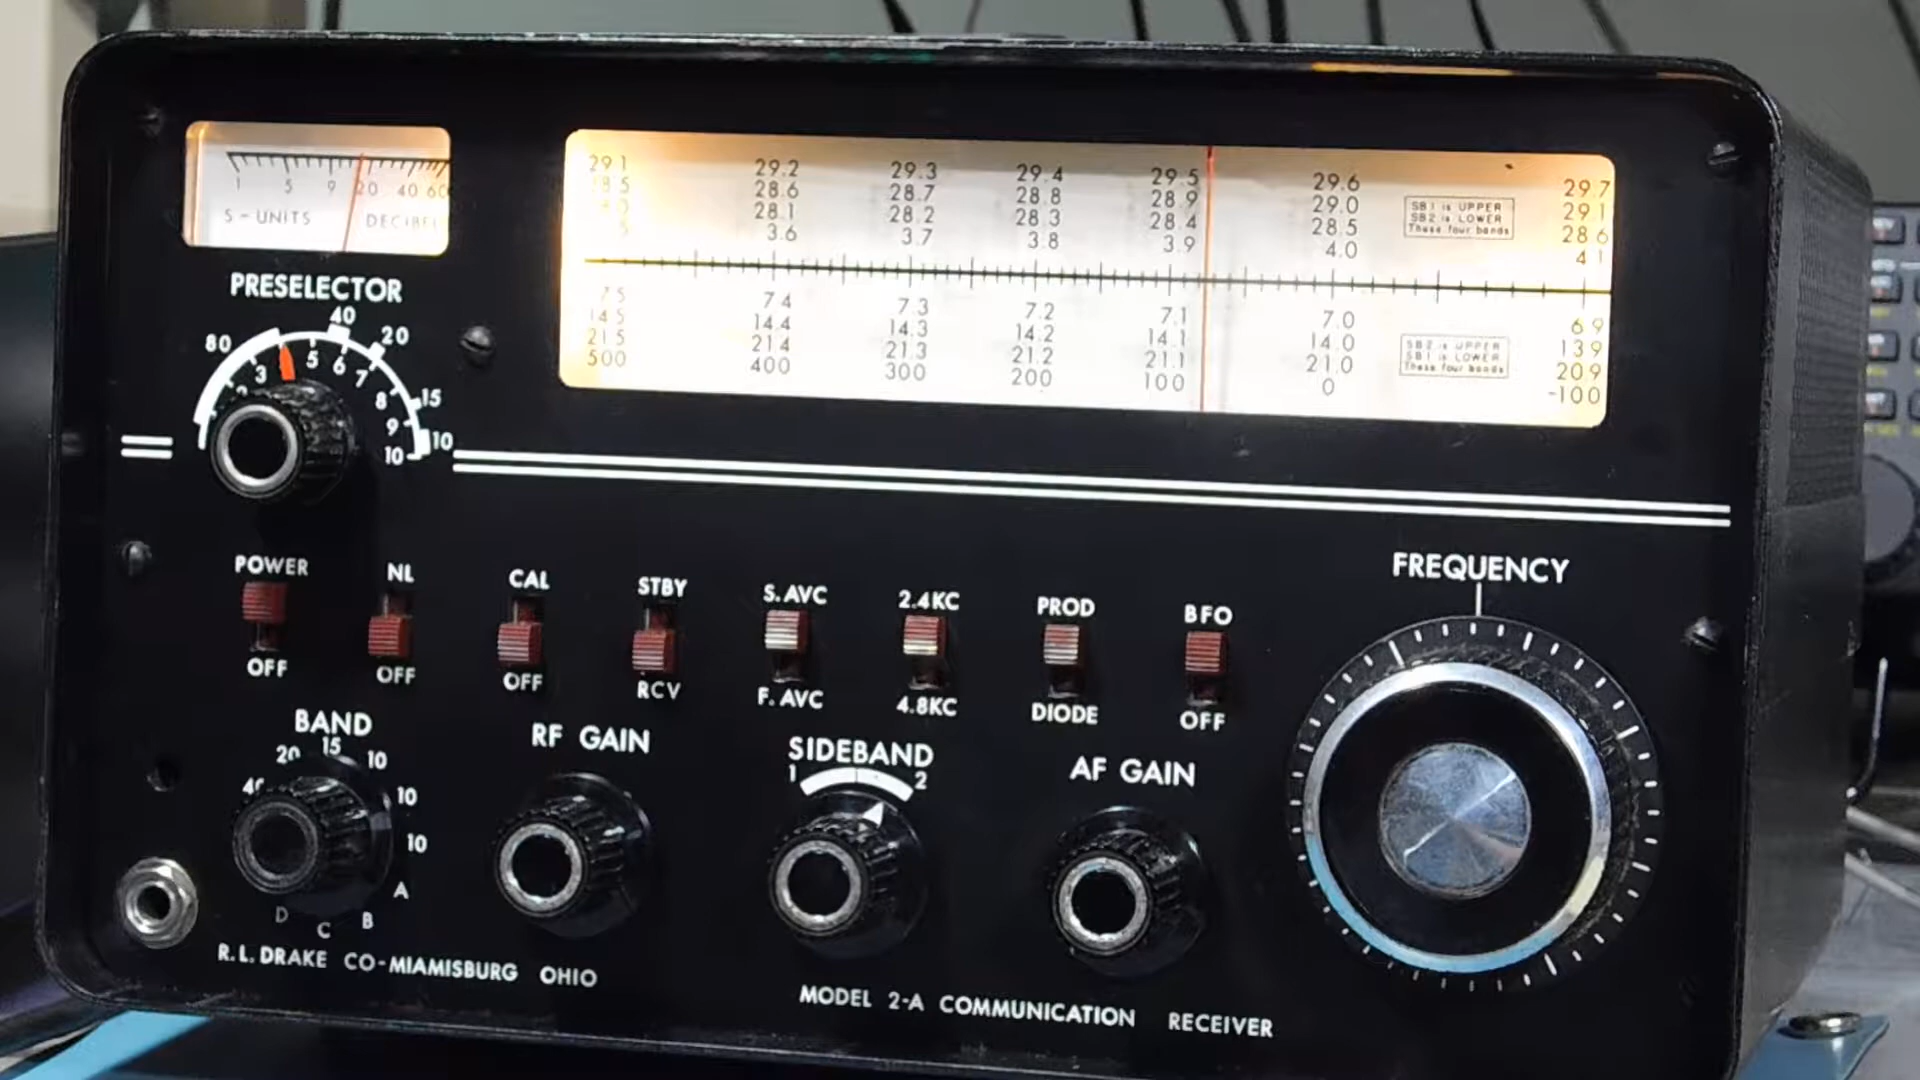 1 5 9 20 40 60
S-UNITS DECIBEL
29.1 29.2 29.3 29.4 29.5 29.6 29.7
28.6 28.7 28.8 28.9 29.0 29.1
28.1 28.2 28.3 28.4 28.5 28.6
3.6 3.7 3.8 3.9 4.0 4.1
SB1 is UPPER
SB2 is LOWER
These four bands
7.5 7.4 7.3 7.2 7.1 7.0 6.9
14.5 14.4 14.3 14.2 14.1 14.0 13.9
21.5 21.4 21.3 21.2 21.1 21.0 20.9
500 400 300 200 100 0 -100
SB2 is UPPER
SB1 is LOWER
These four bands
PRESELECTOR
80 40 20 15 10
3 5 6 7 8 9 10
FREQUENCY
POWER NL CAL STBY S.AVC 2.4KC PROD BFO
OFF OFF OFF RCV F.AVC 4.8KC DIODE OFF
BAND RF GAIN SIDEBAND AF GAIN
1 2
20 15 10
10
10
A
B
C
D
R.L. DRAKE CO-MIAMISBURG OHIO
MODEL 2-A COMMUNICATION RECEIVER